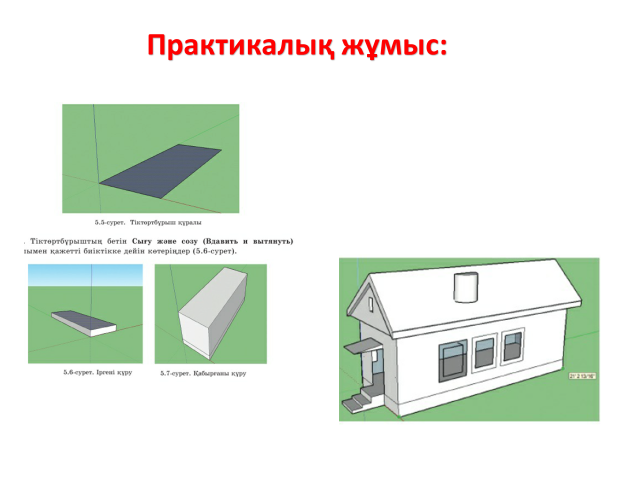 Практикалық жұмыс:
5.5-сурет. Тіктөртбұрыш құралы
. Тіктөртбұрыштың бетін Сығу және созу (Вдавить и вытянуть)
ымен қажетті биіктікке дейін көтеріңдер (5.6-сурет).
5.6-сурет. Іргені құру
5.7-сурет. Қабырғаны құру